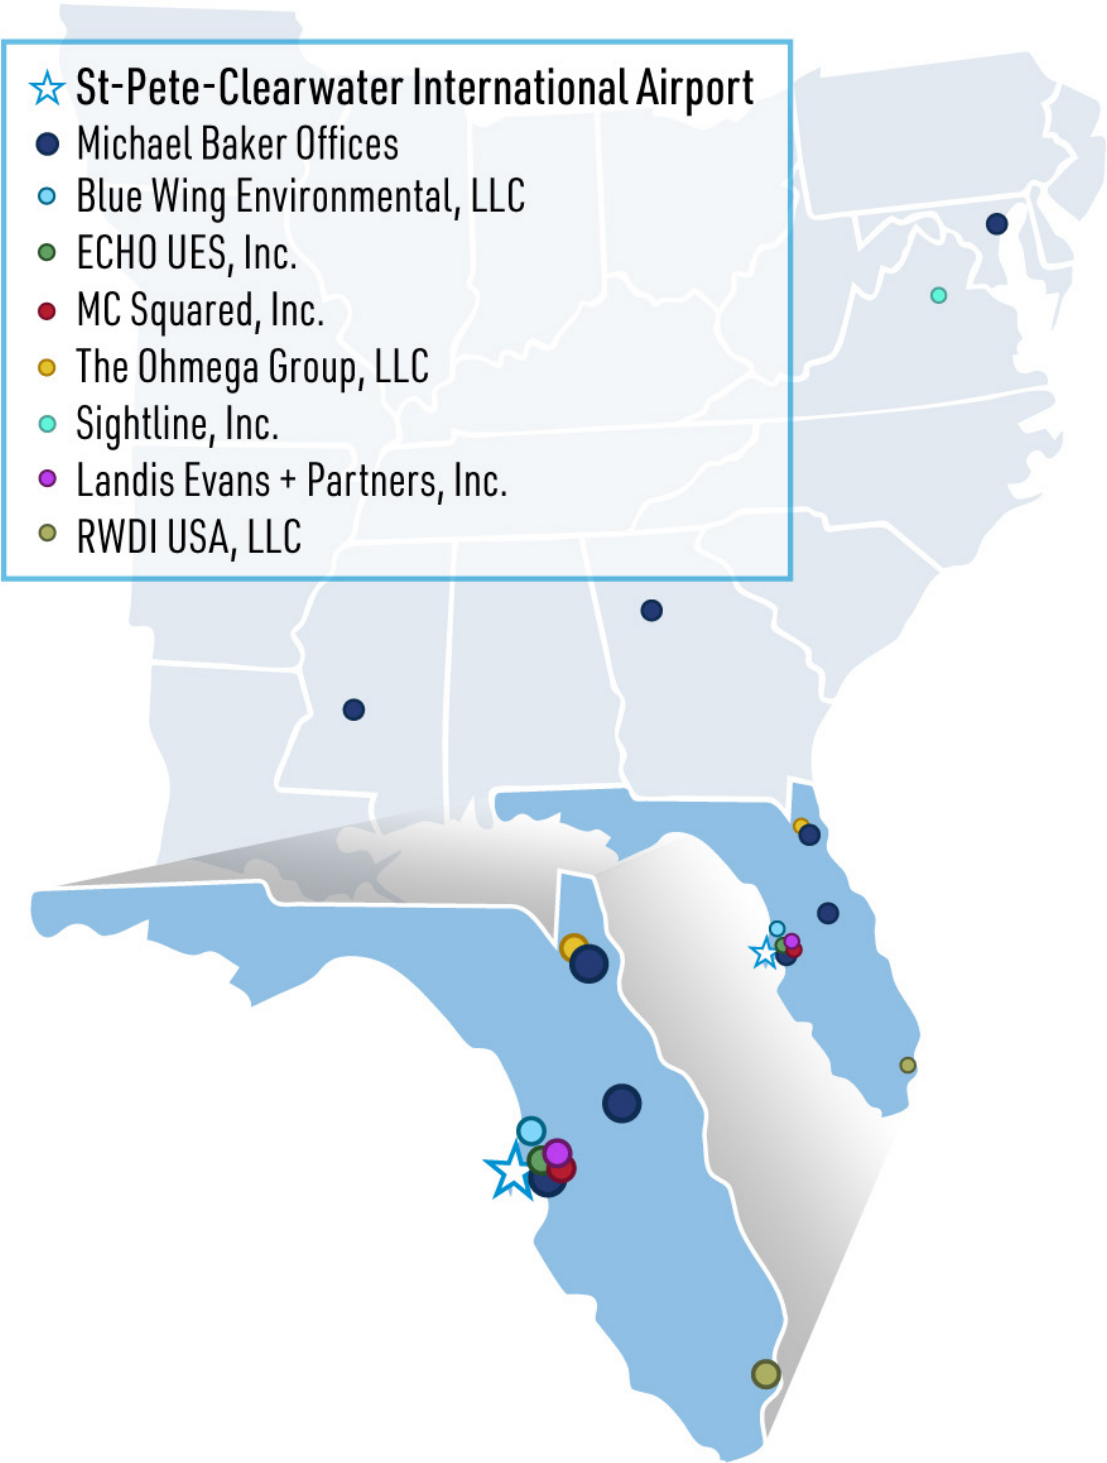 St-Pete-Clearwater International Airport
Michael Baker Offices
Blue Wing Environmental, LLC
ECHO UES, Inc.
MC Squared, Inc.
The Ohmega Group, LLC
Sightline, Inc.
Landis Evans + Partners, Inc.
RWDI USA, LLC